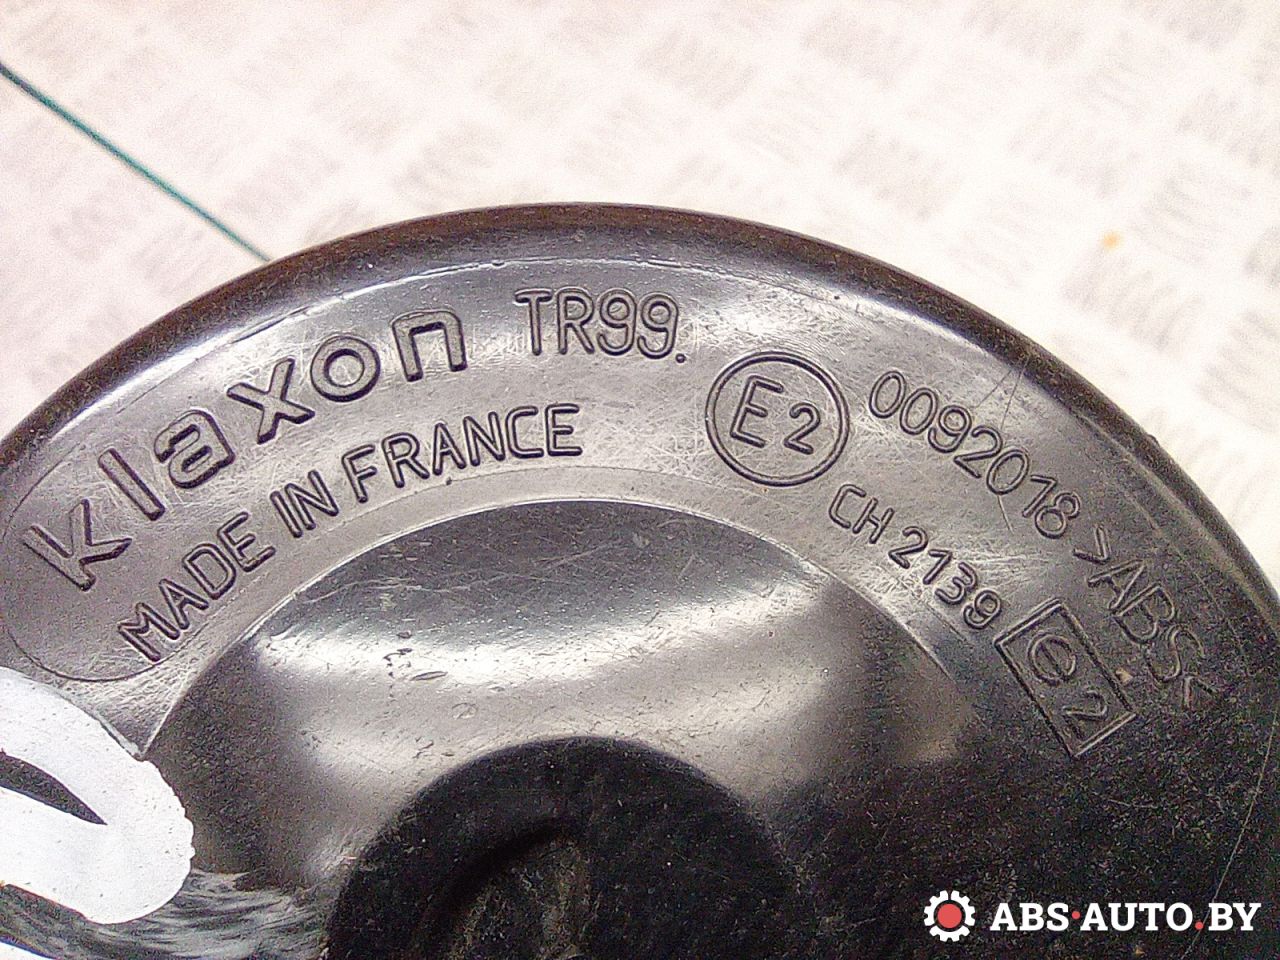 klaxon TR99.
MADE IN FRANCE
E2
0092018 >ABS<
CH 2139
e2
ABS·AUTO.BY